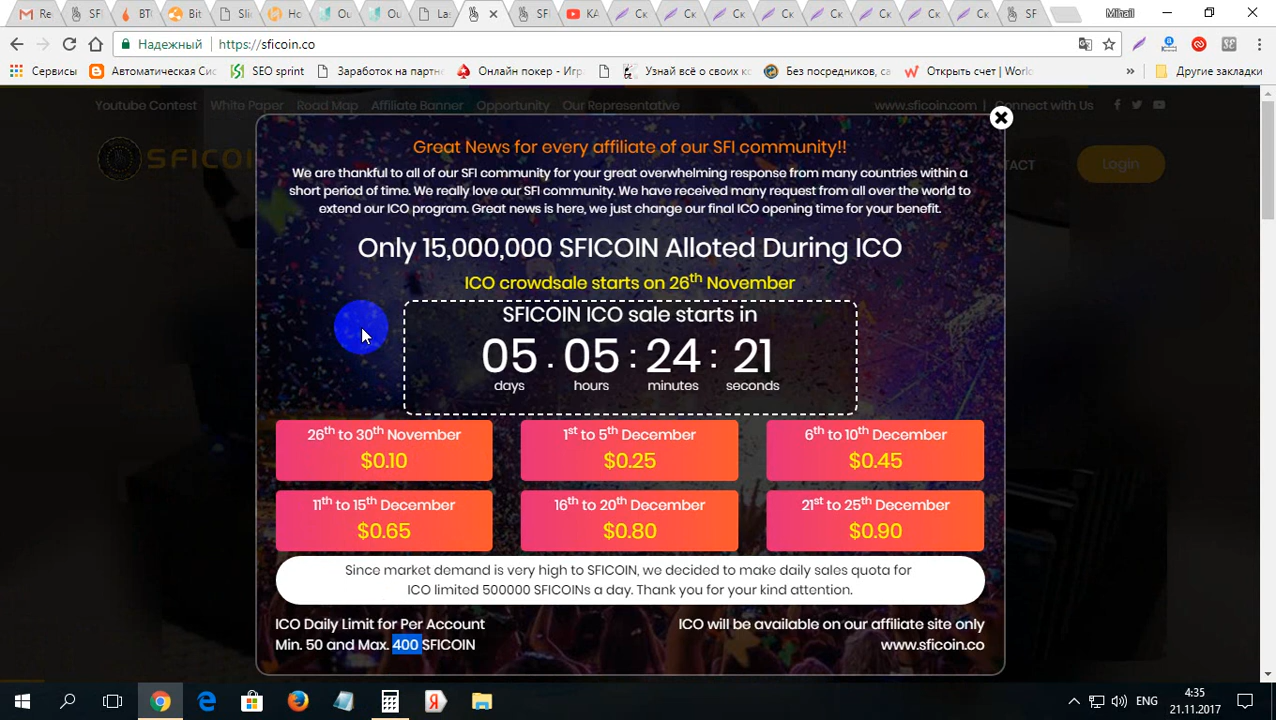 Re
SFI
BTC
Bit
Sli
Ho
Ou
Ou
La
SF
КА
Ск
Ск
Ск
Ск
Ск
Ск
Ск
Ск
SF
Mihail
Надежный
https://sficoin.co
Сервисы
Автоматическая Сис
SEO sprint
Заработок на партне
Онлайн покер - Игра
Узнай всё о своих ко
Без посредников, са
Открыть счет | World
Другие закладки
Youtube Contest White Paper Road Map Affiliate Banner Opportunity Our Representative
www.sficoin.com | Connect with Us
SFICOIN
Login
Great News for every affiliate of our SFI community!!
We are thankful to all of our SFI community for your great overwhelming response from many countries within a
short period of time. We really love our SFI community. We have received many request from all over the world to
extend our ICO program. Great news is here, we just change our final ICO opening time for your benefit.
Only 15,000,000 SFICOIN Alloted During ICO
ICO crowdsale starts on 26th November
SFICOIN ICO sale starts in
05 . 05 : 24 : 21
days hours minutes seconds
26th to 30th November
$0.10
1st to 5th December
$0.25
6th to 10th December
$0.45
11th to 15th December
$0.65
16th to 20th December
$0.80
21st to 25th December
$0.90
Since market demand is very high to SFICOIN, we decided to make daily sales quota for
ICO limited 500000 SFICOINs a day. Thank you for your kind attention.
ICO Daily Limit for Per Account
Min. 50 and Max. 400 SFICOIN
ICO will be available on our affiliate site only
www.sficoin.co
ENG
4:35
21.11.2017